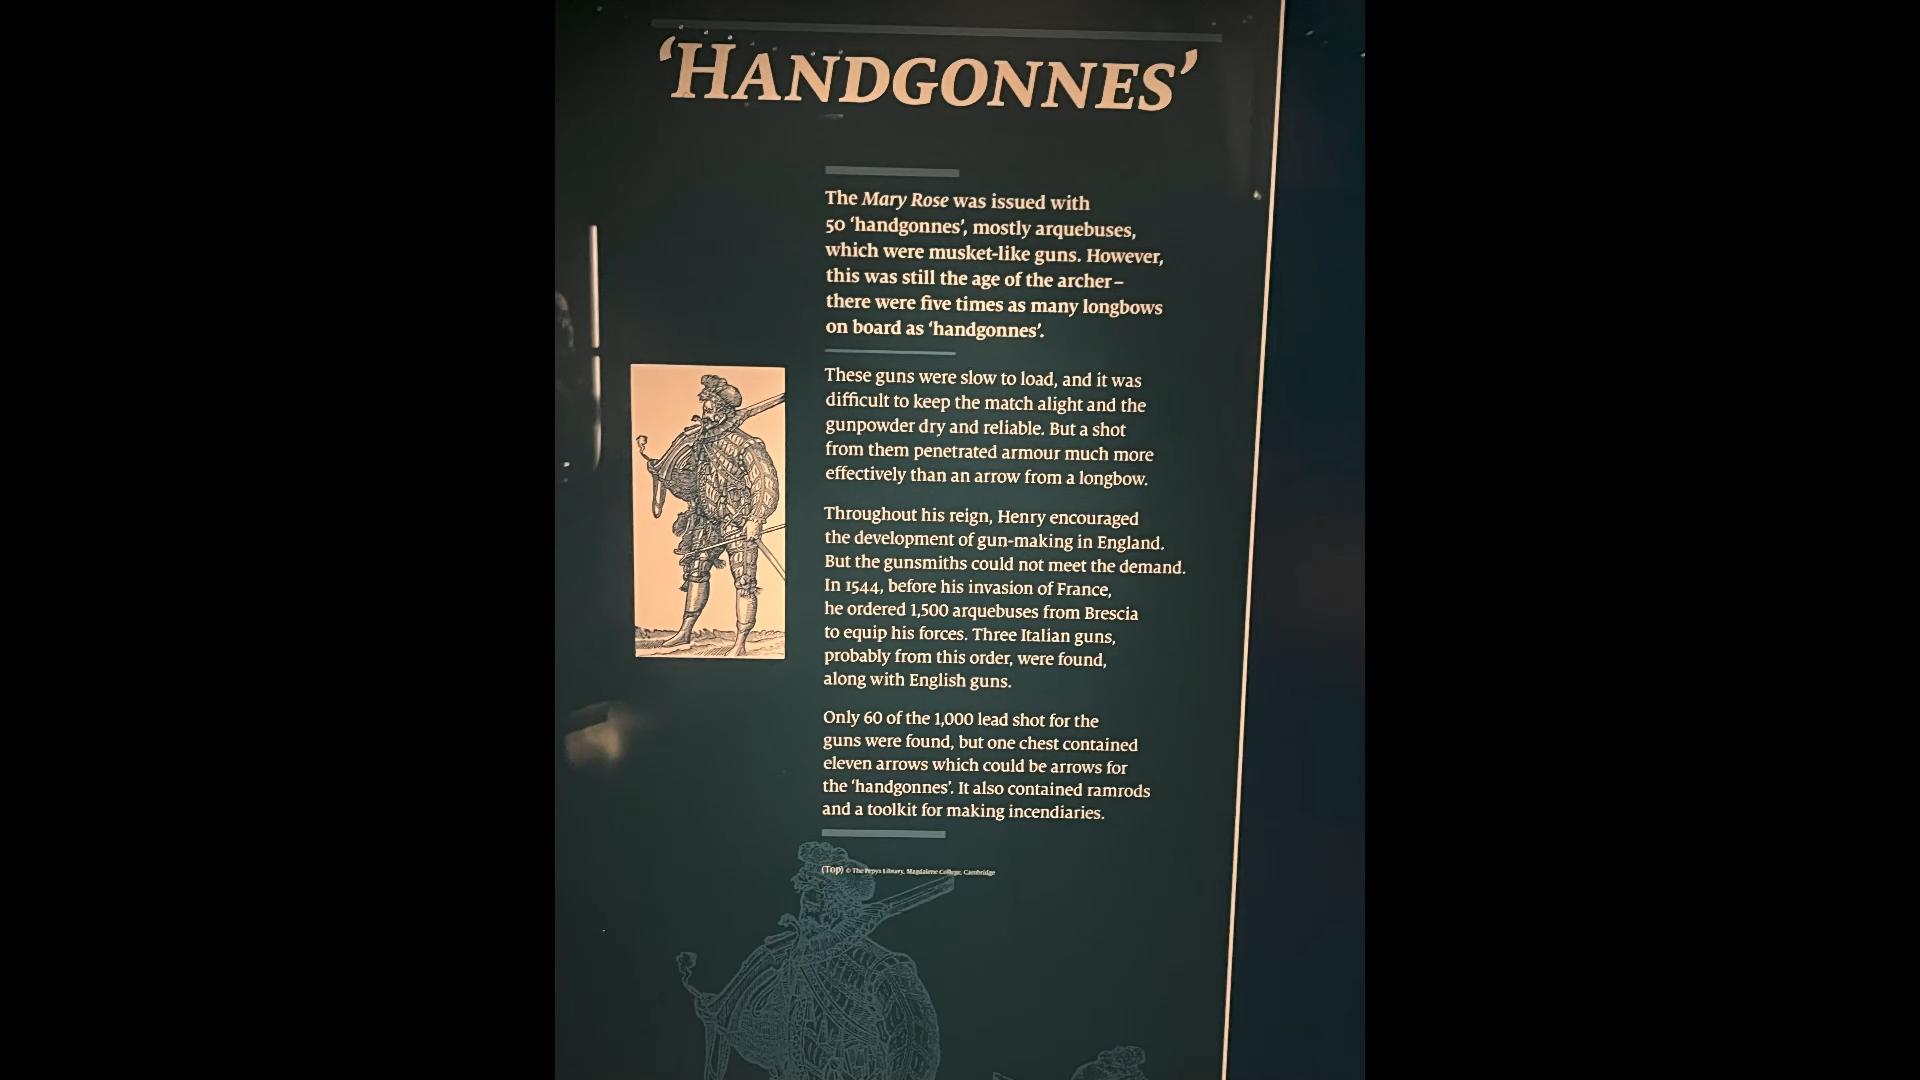 ‘HANDGONNES’
The Mary Rose was issued with
50 ‘handgonnes’, mostly arquebuses,
which were musket-like guns. However,
this was still the age of the archer –
there were five times as many longbows
on board as ‘handgonnes’.
These guns were slow to load, and it was
difficult to keep the match alight and the
gunpowder dry and reliable. But a shot
from them penetrated armour much more
effectively than an arrow from a longbow.
Throughout his reign, Henry encouraged
the development of gun-making in England.
But the gunsmiths could not meet the demand.
In 1544, before his invasion of France,
he ordered 1,500 arquebuses from Brescia
to equip his forces. Three Italian guns,
probably from this order, were found,
along with English guns.
Only 60 of the 1,000 lead shot for the
guns were found, but one chest contained
eleven arrows which could be arrows for
the ‘handgonnes’. It also contained ramrods
and a toolkit for making incendiaries.
(Top) © The Pepys Library, Magdalene College, Cambridge